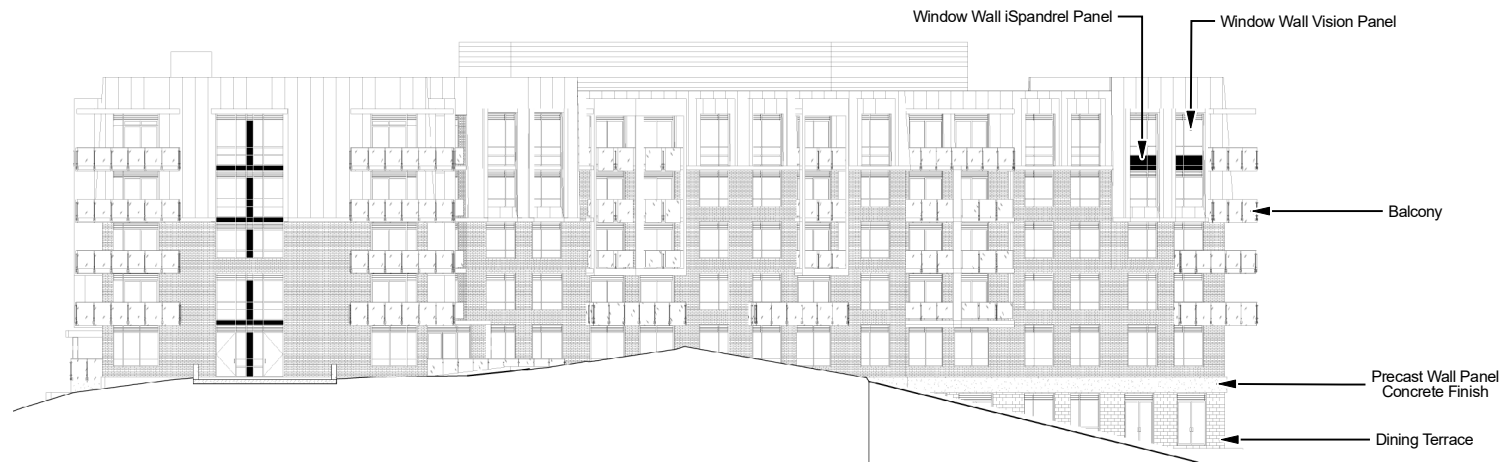 Window Wall iSpandrel Panel
Window Wall Vision Panel
Balcony
Precast Wall Panel
Concrete Finish
Dining Terrace